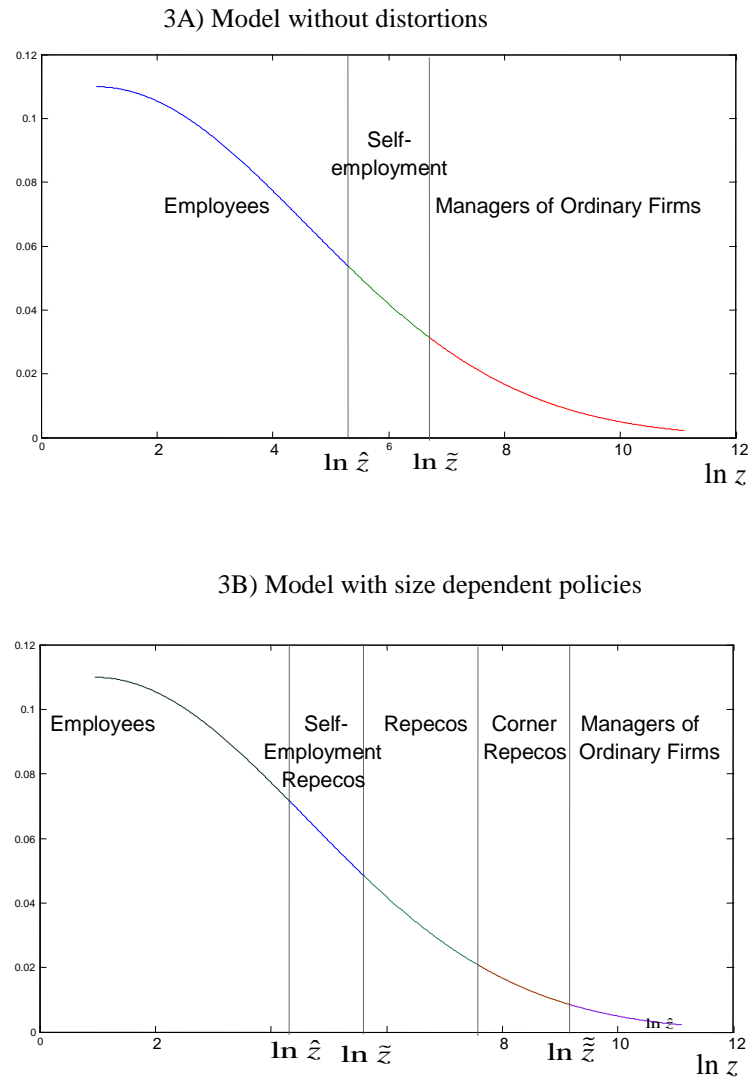 3A) Model without distortions
0.12
0.1
0.08
0.06
0.04
0.02
0
Self-
employment
Employees
Managers of Ordinary Firms
0 2 4 6 8 10 12
ln ẑ ln z̃
ln z
3B) Model with size dependent policies
0.12
0.1
0.08
0.06
0.04
0.02
0
Employees
Self-
Employment
Repecos
Repecos
Corner
Repecos
Managers of
Ordinary Firms
ln ẑ
0 2 8 10 12
ln ẑ ln z̃ ln z̃̃
ln z